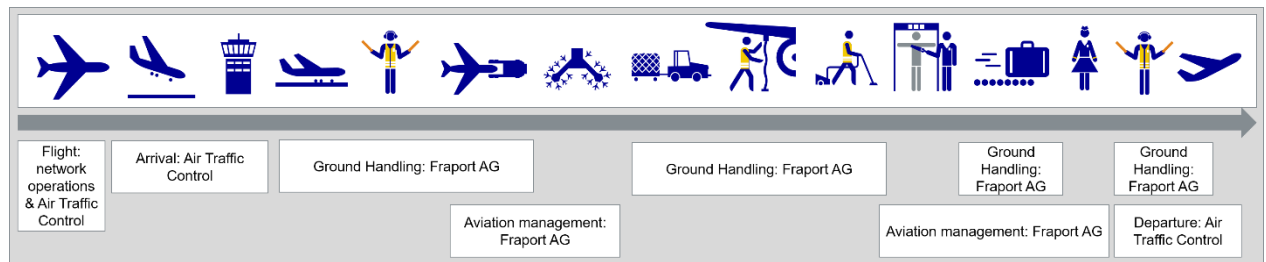 Flight:
network
operations
& Air Traffic
Control
Arrival: Air Traffic
Control
Ground Handling: Fraport AG
Ground Handling: Fraport AG
Ground
Handling:
Fraport AG
Ground
Handling:
Fraport AG
Aviation management:
Fraport AG
Aviation management: Fraport AG
Departure: Air
Traffic Control